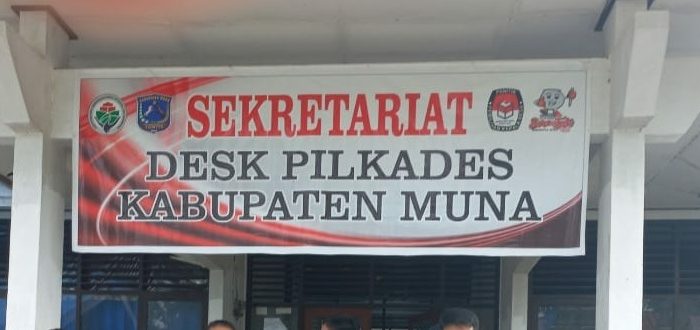 SEKRETARIAT
DESK PILKADES
KABUPATEN MUNA